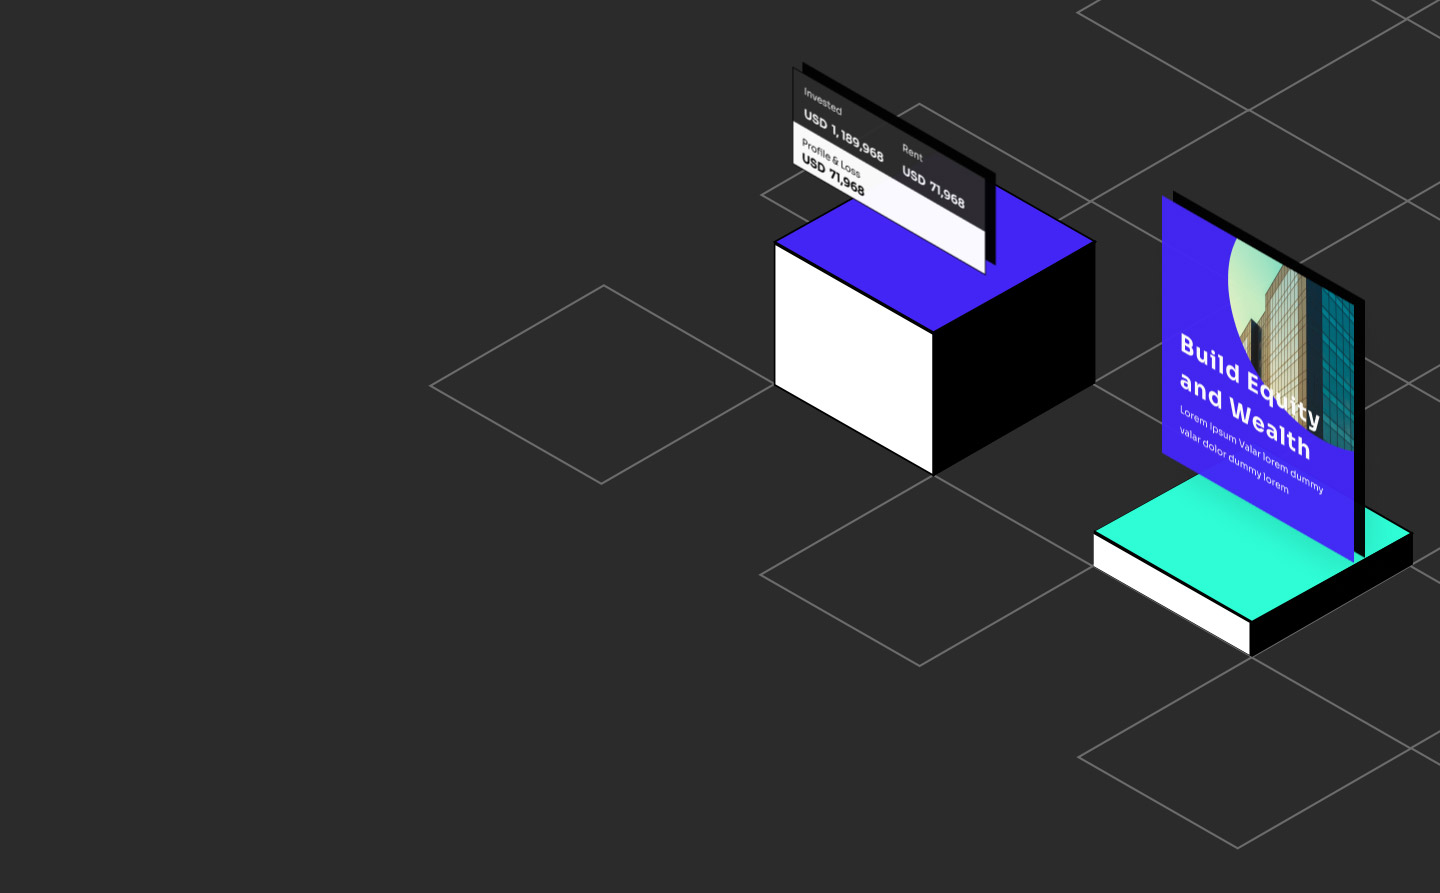 Invested
USD 1,189,968
Rent
USD 71,968
Profile & Loss
USD 71,968
Build Equity
and Wealth
Lorem Ipsum Valar lorem dummy
valar dolor dummy lorem